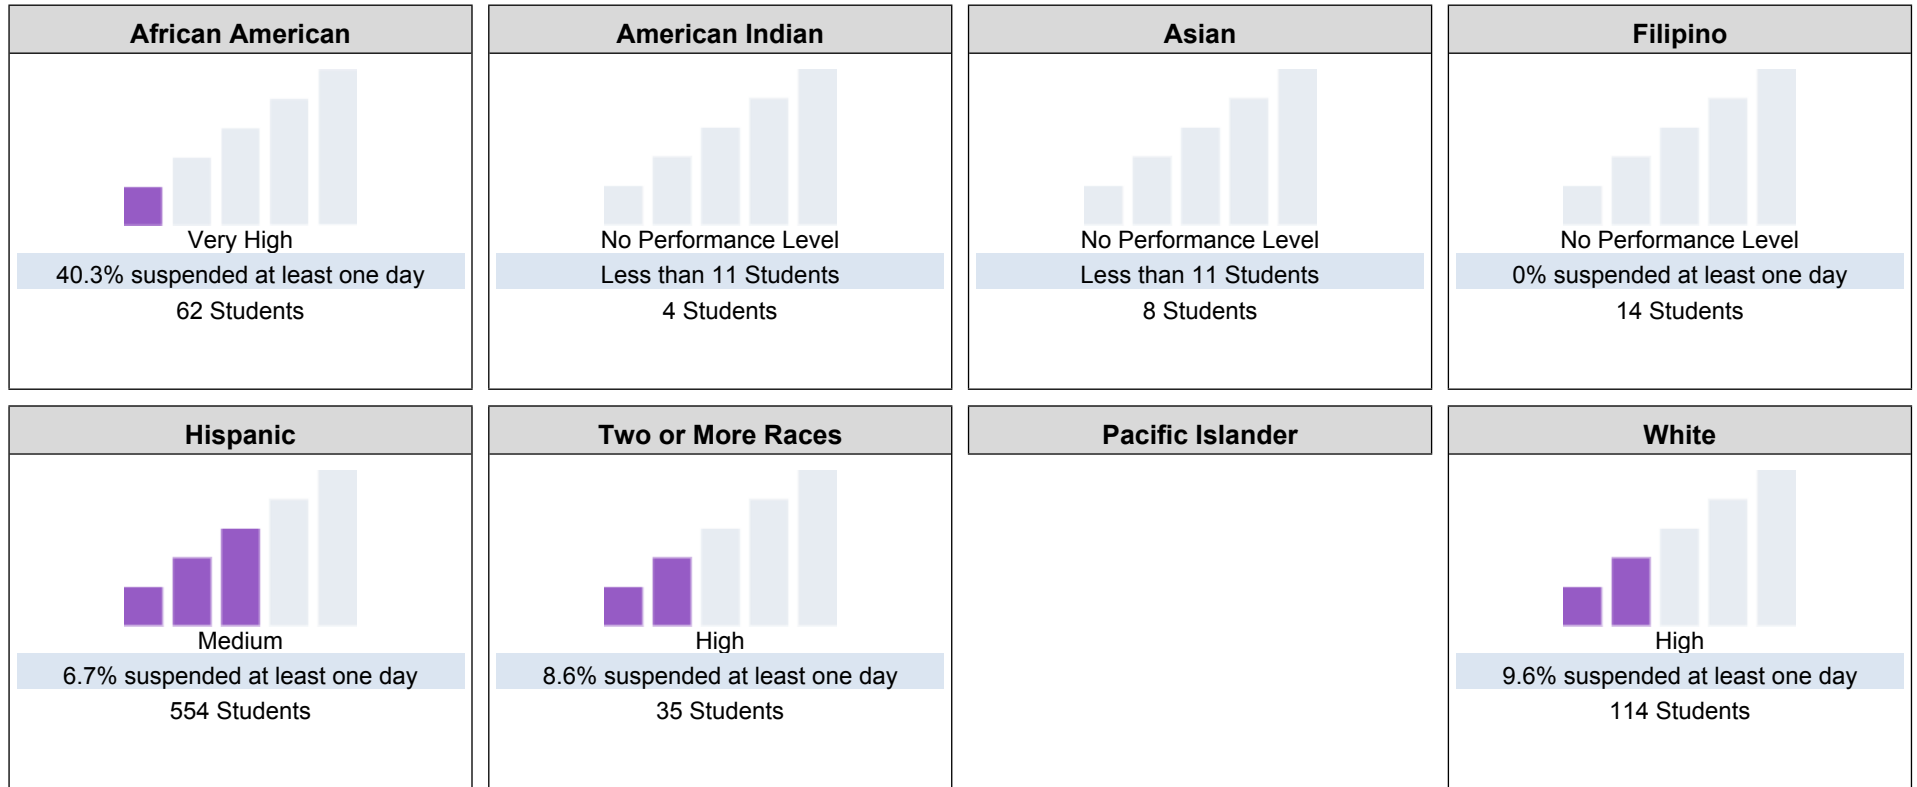 African American
Very High
40.3% suspended at least one day
62 Students
American Indian
No Performance Level
Less than 11 Students
4 Students
Asian
No Performance Level
Less than 11 Students
8 Students
Filipino
No Performance Level
0% suspended at least one day
14 Students
Hispanic
Medium
6.7% suspended at least one day
554 Students
Two or More Races
High
8.6% suspended at least one day
35 Students
Pacific Islander
White
High
9.6% suspended at least one day
114 Students